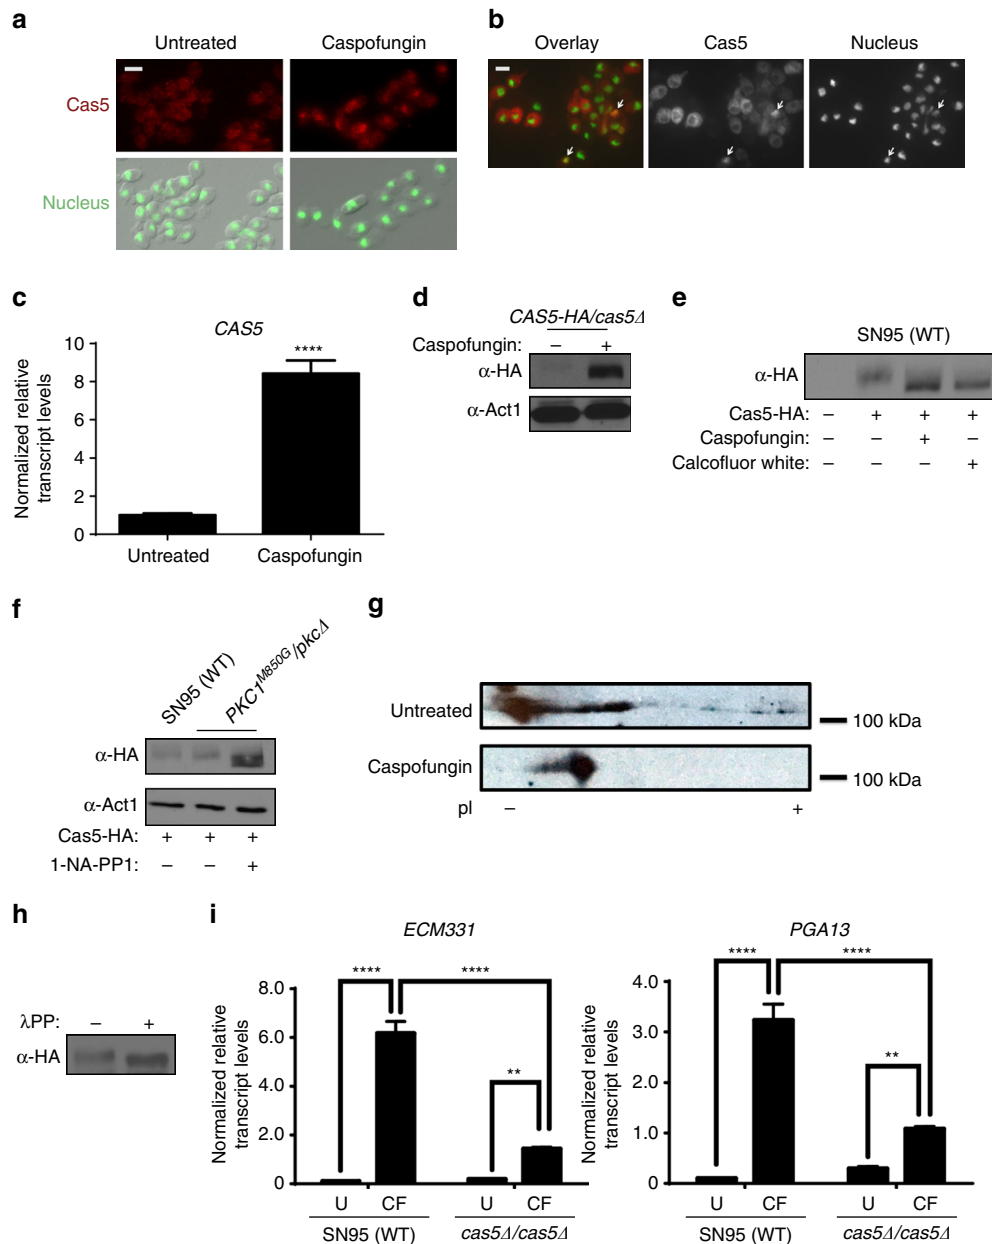 a
Untreated
Caspofungin
Cas5
Nucleus
b
Overlay
Cas5
Nucleus
c
CAS5
Normalized relative
transcript levels
10
8
6
4
2
0
****
Untreated
Caspofungin
d
CAS5-HA/cas5Δ
Caspofungin: – +
α-HA
α-Act1
e
SN95 (WT)
α-HA
Cas5-HA: – + + +
Caspofungin: – – + –
Calcofluor white: – – – +
f
SN95 (WT)
PKC1M850G/pkcΔ
α-HA
α-Act1
Cas5-HA: + + +
1-NA-PP1: – – +
g
Untreated
100 kDa
Caspofungin
100 kDa
pI – +
h
λPP: – +
α-HA
i
ECM331
Normalized relative
transcript levels
8.0
6.0
4.0
2.0
0
****
****
**
U CF U CF
SN95 (WT) cas5Δ/cas5Δ
PGA13
Normalized relative
transcript levels
4.0
3.0
2.0
1.0
0
****
****
**
U CF U CF
SN95 (WT) cas5Δ/cas5Δ